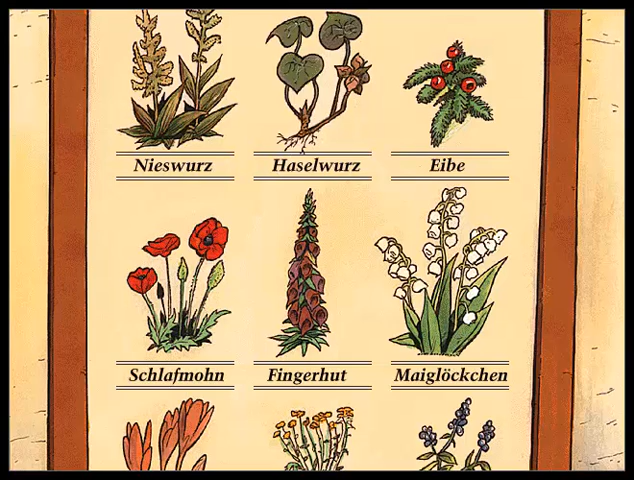 Nieswurz
Haselwurz
Eibe
Schlafmohn
Fingerhut
Maiglöckchen